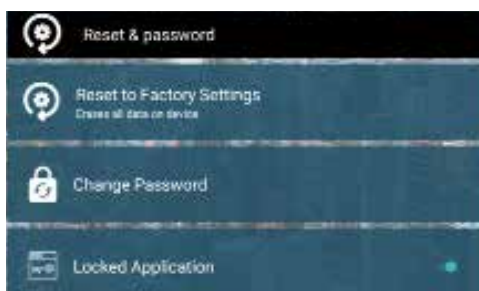 Reset & password
Reset to Factory Settings
Erases all data on device
Change Password
Locked Application